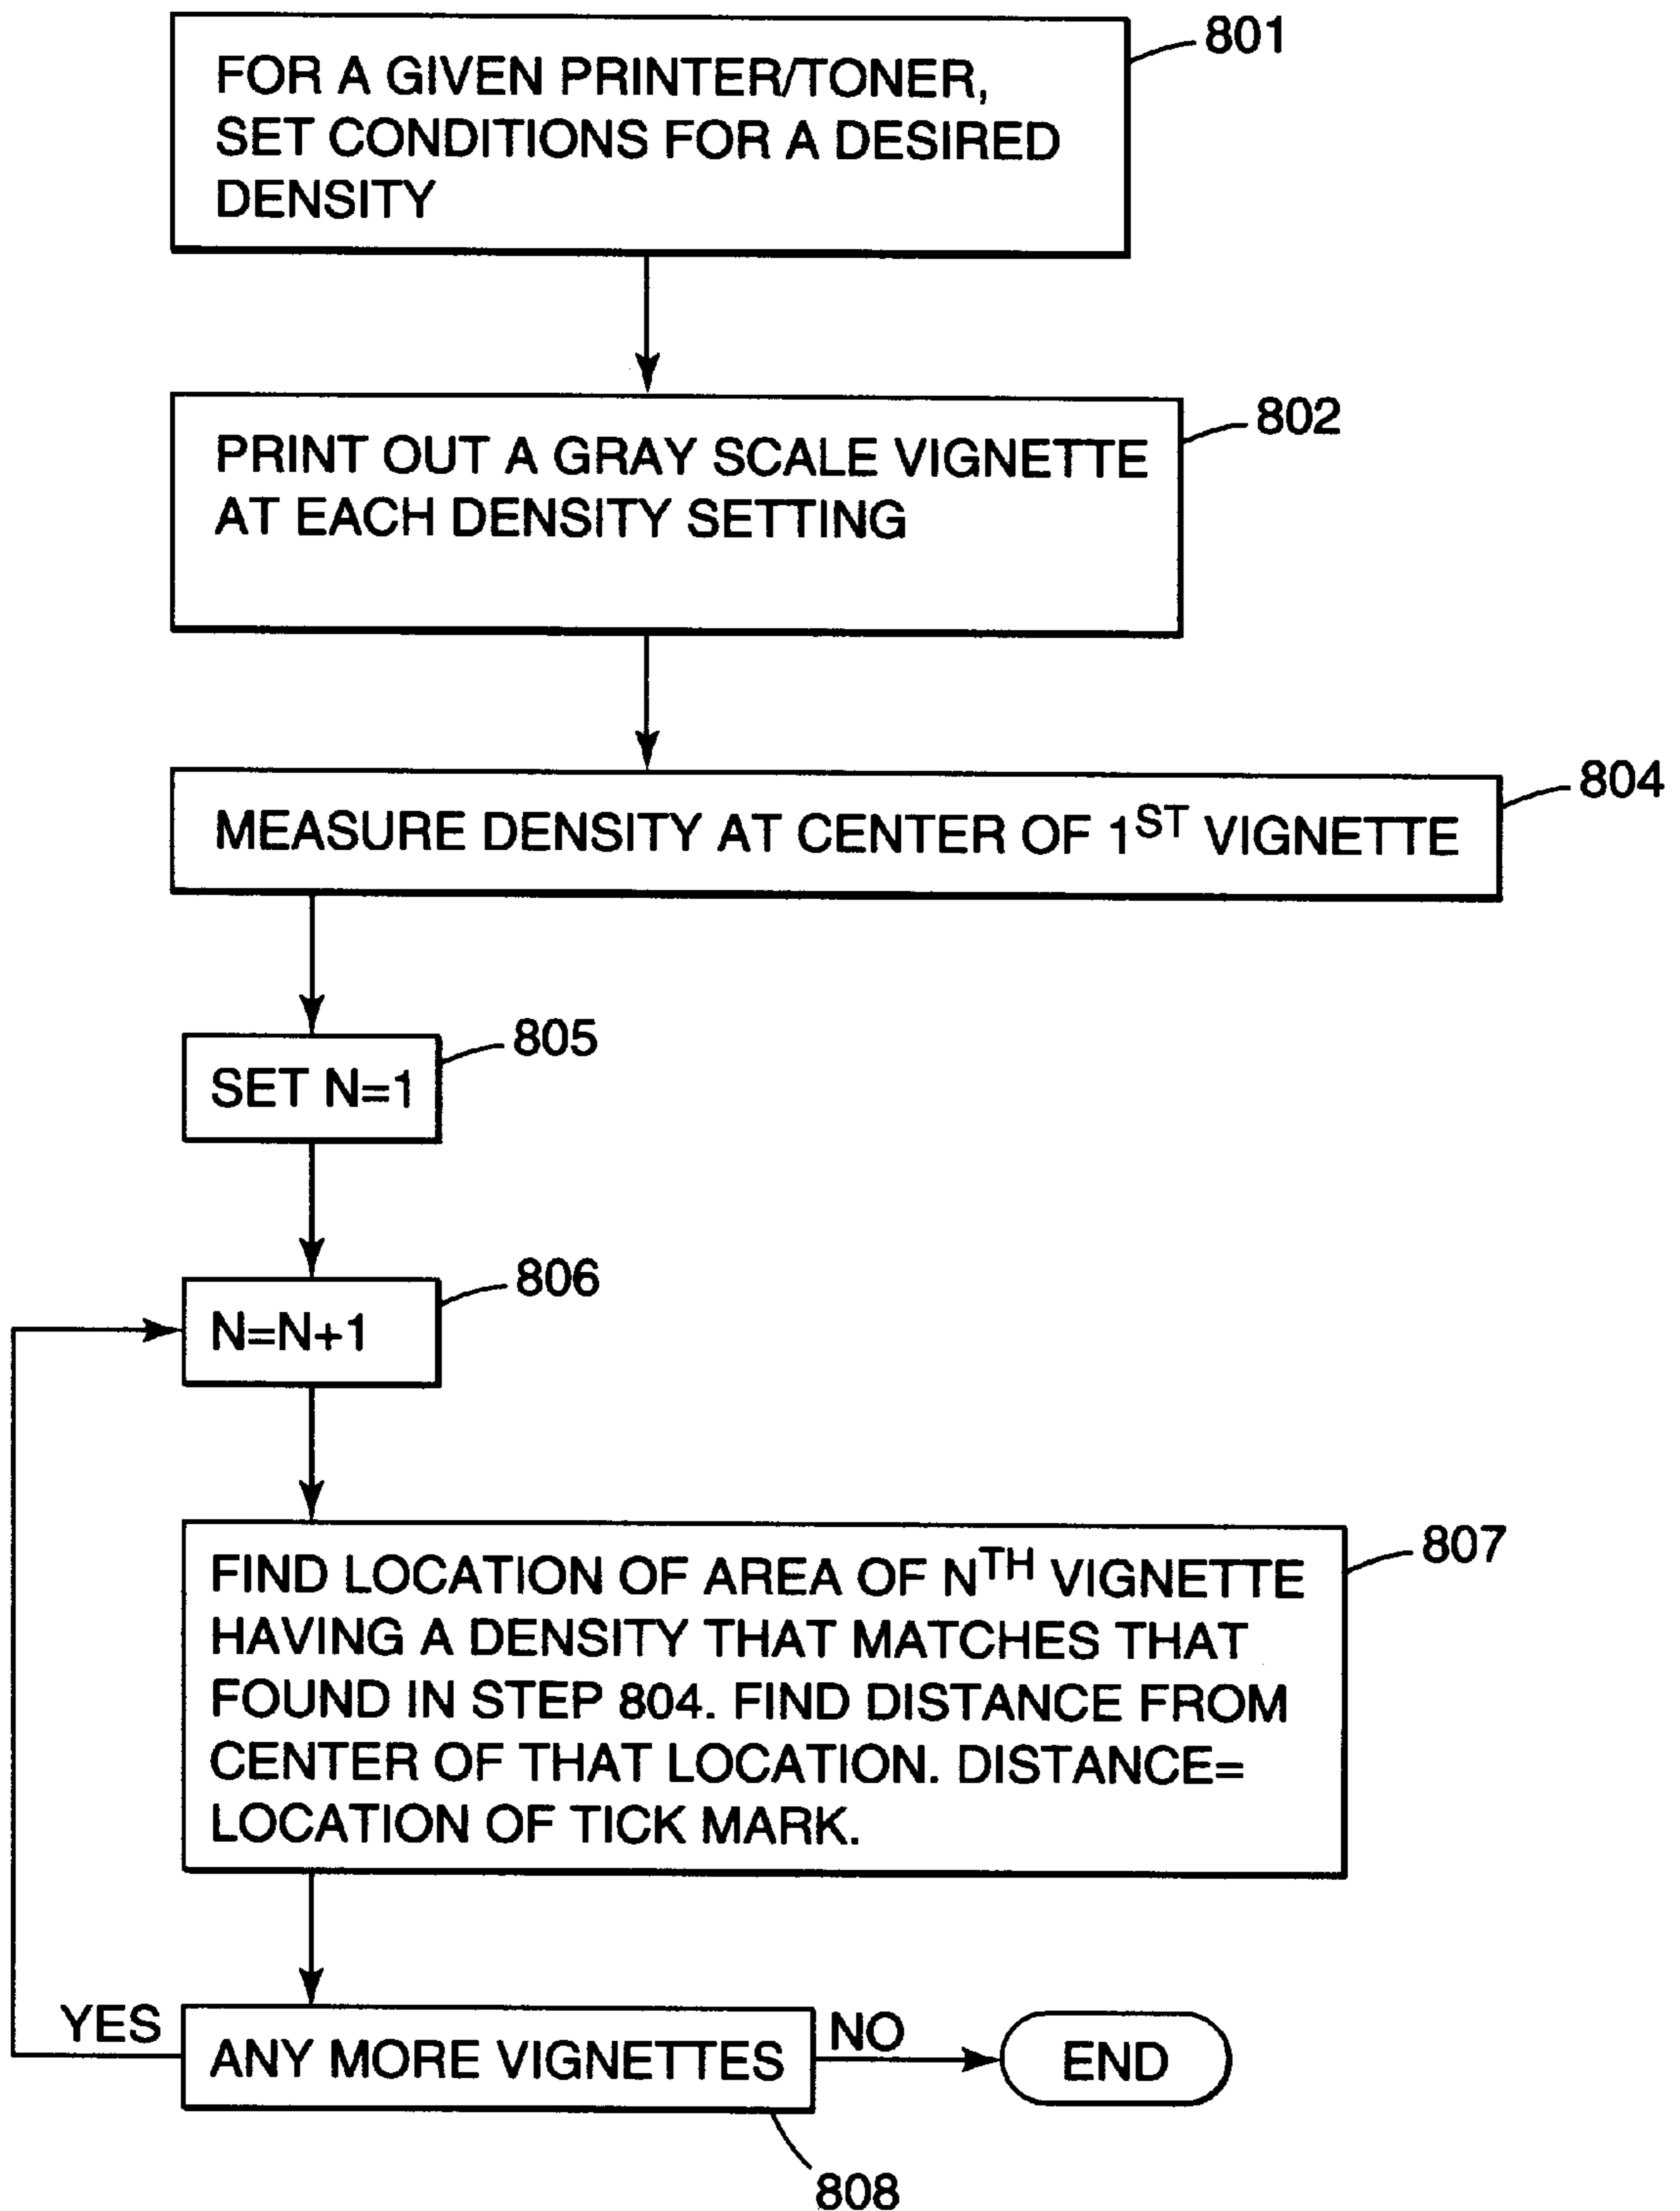 801
FOR A GIVEN PRINTER/TONER,
SET CONDITIONS FOR A DESIRED
DENSITY
802
PRINT OUT A GRAY SCALE VIGNETTE
AT EACH DENSITY SETTING
804
MEASURE DENSITY AT CENTER OF 1ST VIGNETTE
805
SET N=1
806
N=N+1
807
FIND LOCATION OF AREA OF NTH VIGNETTE
HAVING A DENSITY THAT MATCHES THAT
FOUND IN STEP 804. FIND DISTANCE FROM
CENTER OF THAT LOCATION. DISTANCE=
LOCATION OF TICK MARK.
YES
ANY MORE VIGNETTES
NO
END
808